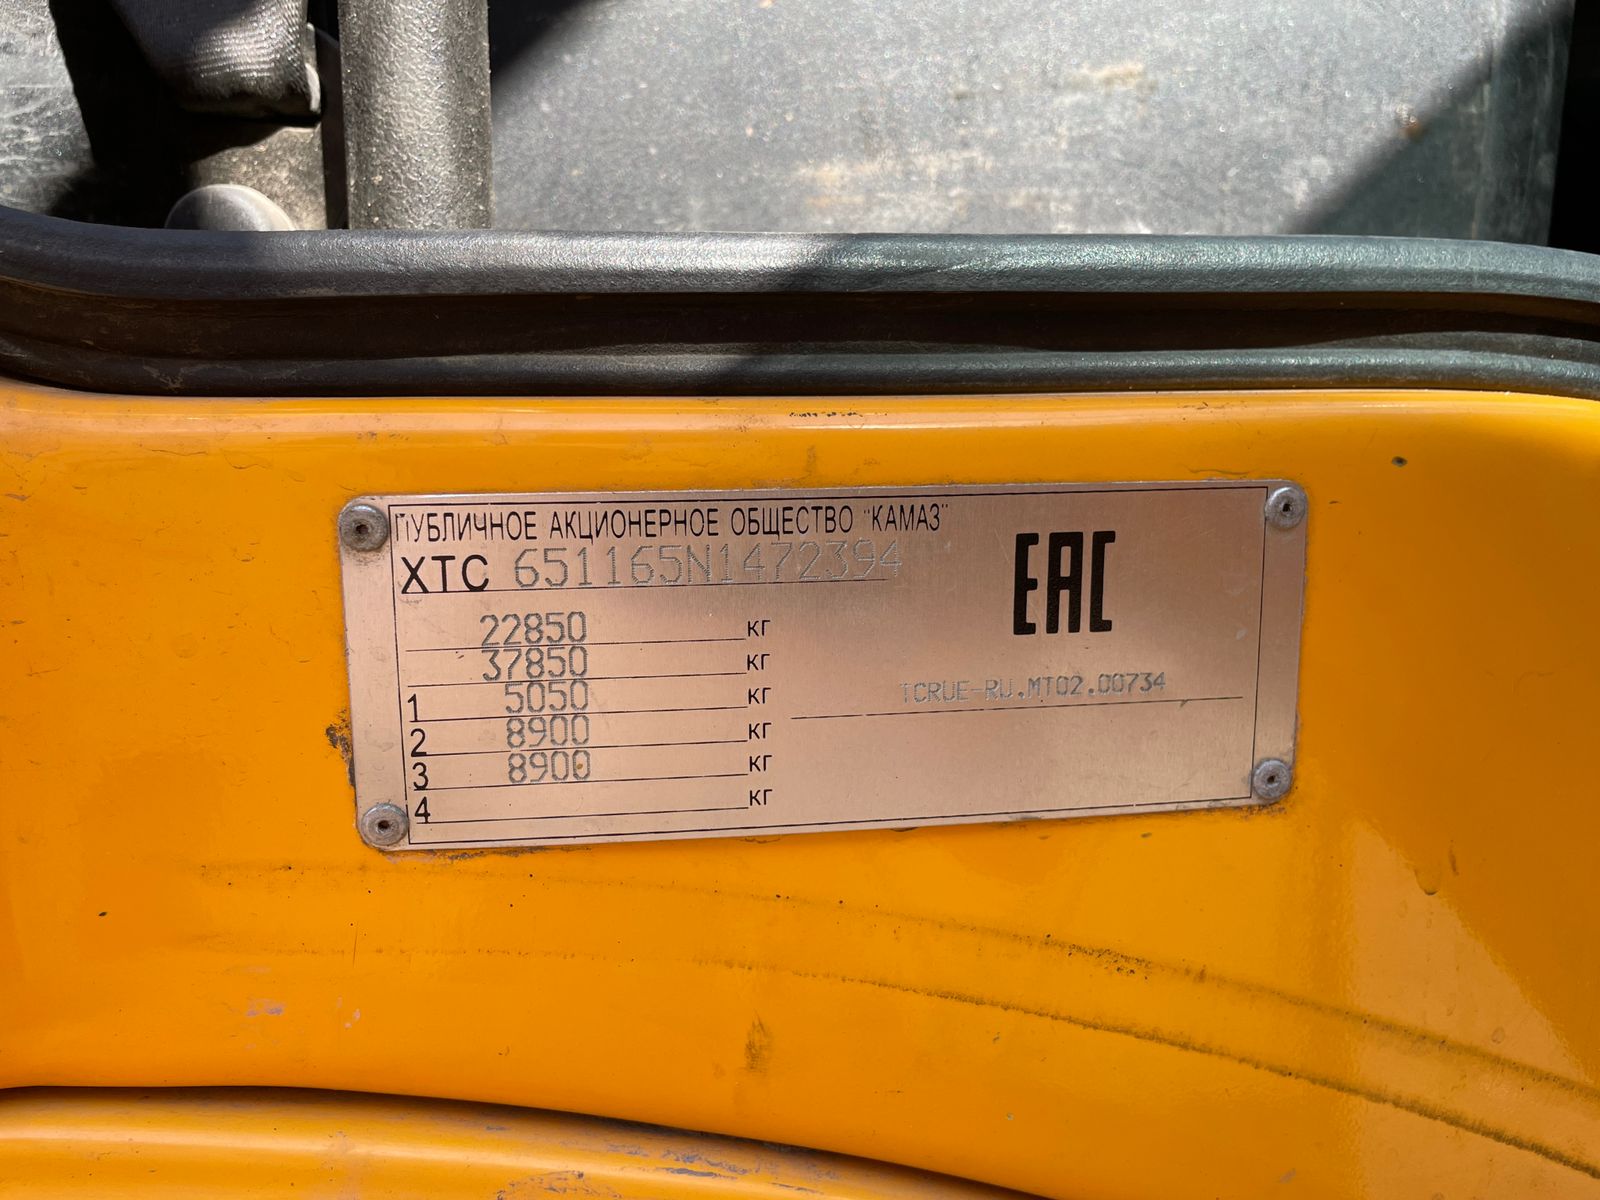 ПУБЛИЧНОЕ АКЦИОНЕРНОЕ ОБЩЕСТВО "КАМАЗ"
XTC 651165N1472394
EAC
22850 кг
37850 кг
1 5050 кг
2 8900 кг
3 8900 кг
4 кг
TCRUE-RU.MT02.00734